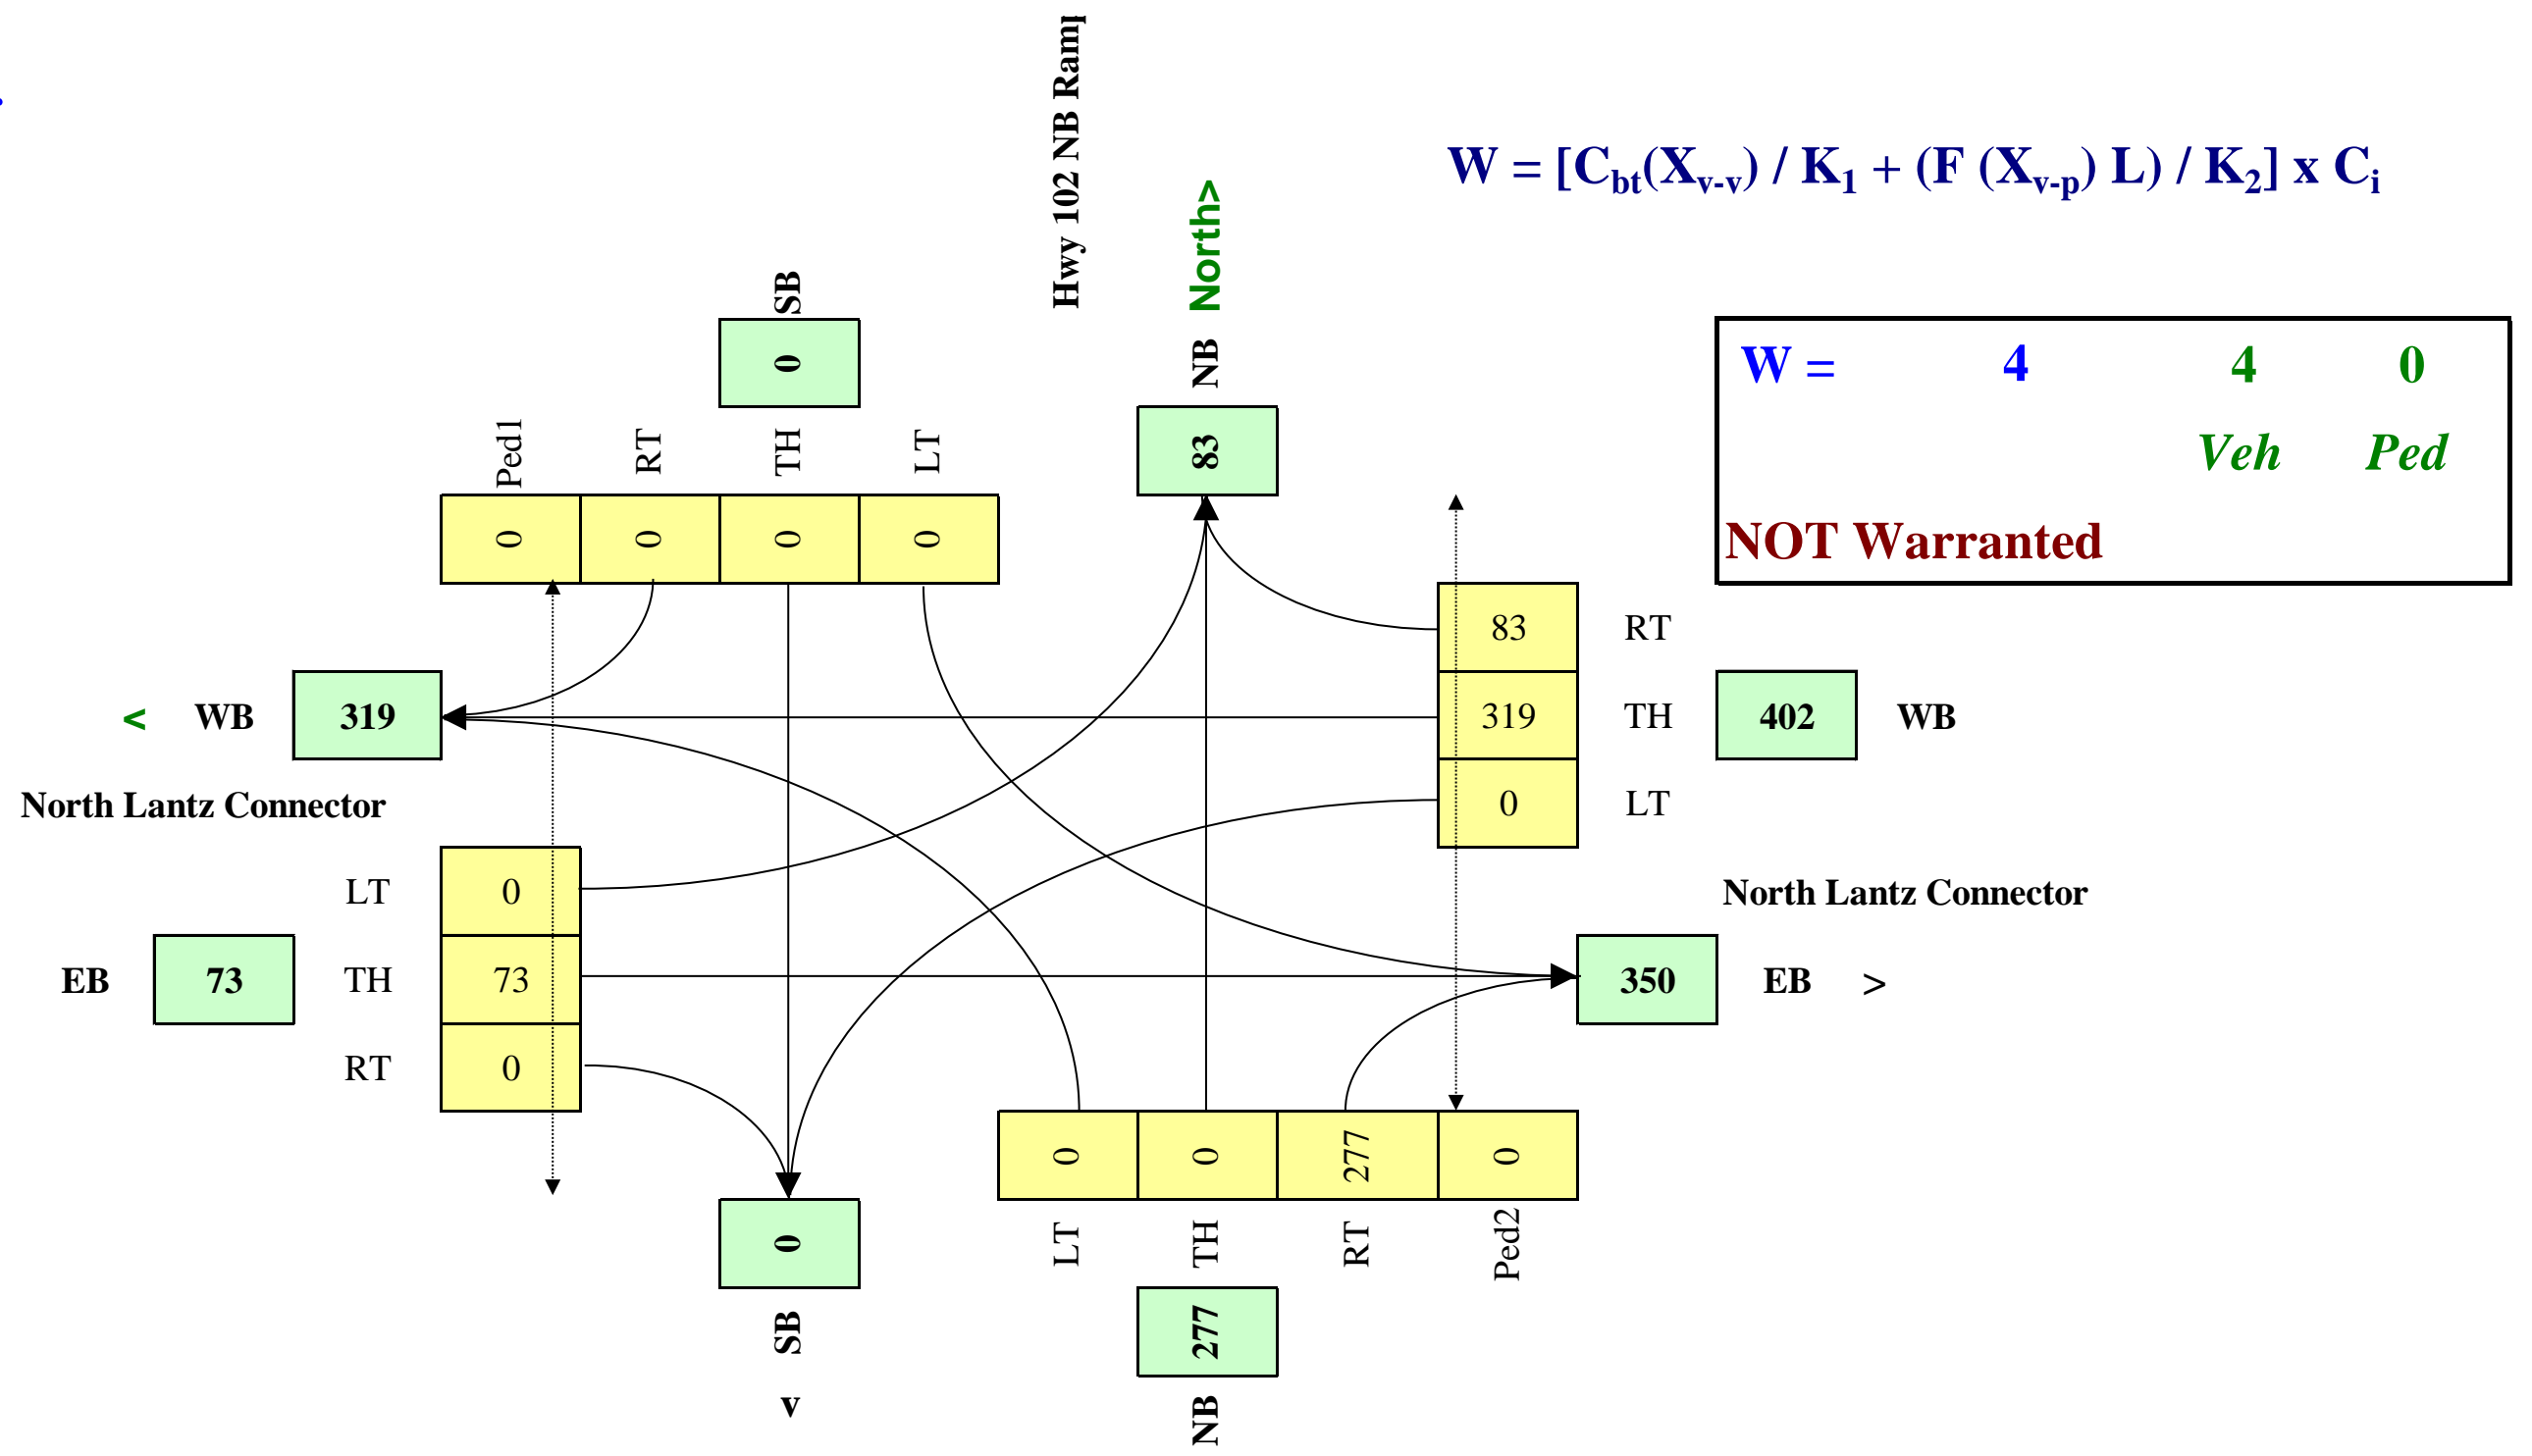 Hwy 102 NB Ramp
North>
W = [Cbt(Xv-v) / K1 + (F (Xv-p) L) / K2] x Ci
SB
0
NB
83
W = 4 4 0
Veh Ped
NOT Warranted
Ped1 RT TH LT
0 0 0 0
83 RT
< WB 319
319 TH 402 WB
0 LT
North Lantz Connector
LT 0
North Lantz Connector
EB 73 TH 73
350 EB >
RT 0
0 0 277 0
LT TH RT Ped2
0
SB
v
277
NB